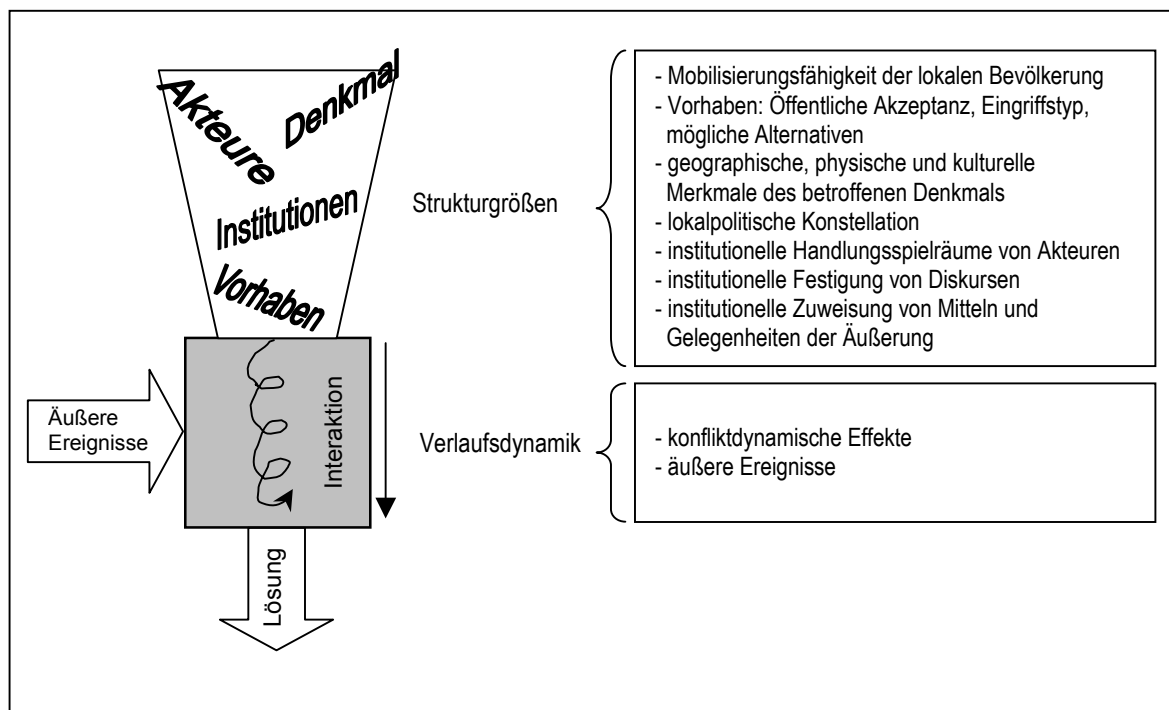 Akteure
Denkmal
Institutionen
Vorhaben
Äußere
Ereignisse
Interaktion
Lösung
Strukturgrößen
- Mobilisierungsfähigkeit der lokalen Bevölkerung
- Vorhaben: Öffentliche Akzeptanz, Eingriffstyp,
mögliche Alternativen
- geographische, physische und kulturelle
Merkmale des betroffenen Denkmals
- lokalpolitische Konstellation
- institutionelle Handlungsspielräume von Akteuren
- institutionelle Festigung von Diskursen
- institutionelle Zuweisung von Mitteln und
Gelegenheiten der Äußerung
Verlaufsdynamik
- konfliktdynamische Effekte
- äußere Ereignisse